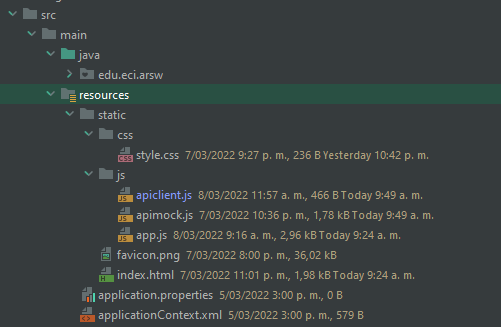 src
main
java
edu.eci.arsw
resources
static
css
style.css 7/03/2022 9:27 p. m., 236 B Yesterday 10:42 p. m.
js
apiclient.js 8/03/2022 11:57 a. m., 466 B Today 9:49 a. m.
apimock.js 7/03/2022 10:36 p. m., 1,78 kB Today 9:49 a. m.
app.js 8/03/2022 9:16 a. m., 2,96 kB Today 9:24 a. m.
favicon.png 7/03/2022 8:00 p. m., 36,02 kB
index.html 7/03/2022 11:01 p. m., 1,98 kB Today 9:24 a. m.
application.properties 5/03/2022 3:00 p. m., 0 B
applicationContext.xml 5/03/2022 3:00 p. m., 579 B